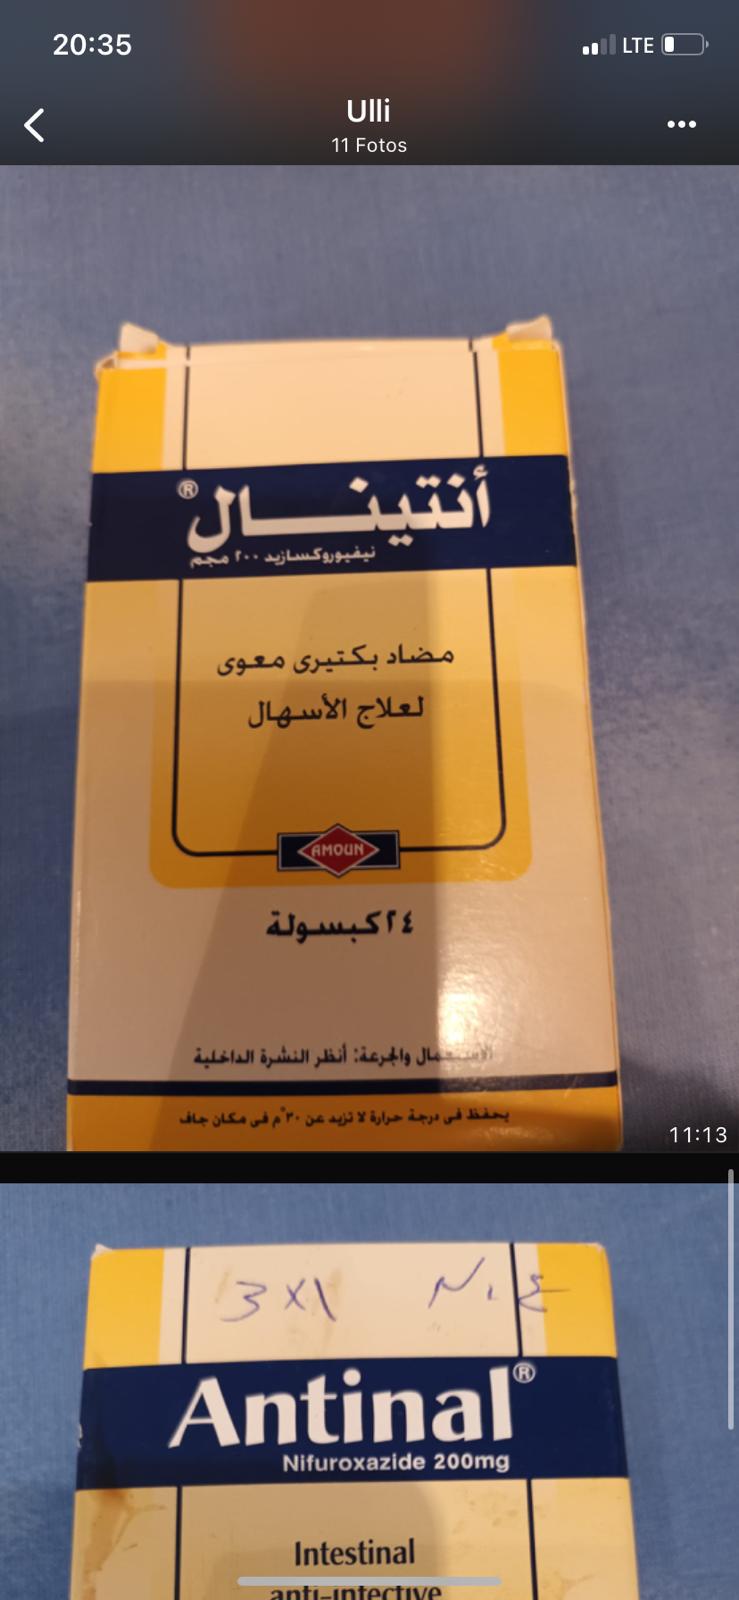 20:35
LTE
Ulli
11 Fotos
أنتينال®
نيفيوروكسازيد ٢٠٠ مجم
مضاد بكتيرى معوى
لعلاج الأسهال
AMOUN
٢٤ كبسولة
الاستعمال والجرعة: أنظر النشرة الداخلية
يحفظ فى درجة حرارة لا تزيد عن ٣٠°م فى مكان جاف
11:13
3x1
Antinal®
Nifuroxazide 200mg
Intestinal
anti-infective